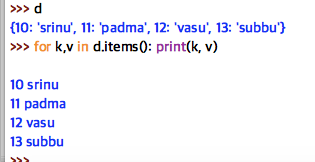 >>> d
{10: 'srinu', 11: 'padma', 12: 'vasu', 13: 'subbu'}
>>> for k,v in d.items(): print(k, v)
10 srinu
11 padma
12 vasu
13 subbu
>>>